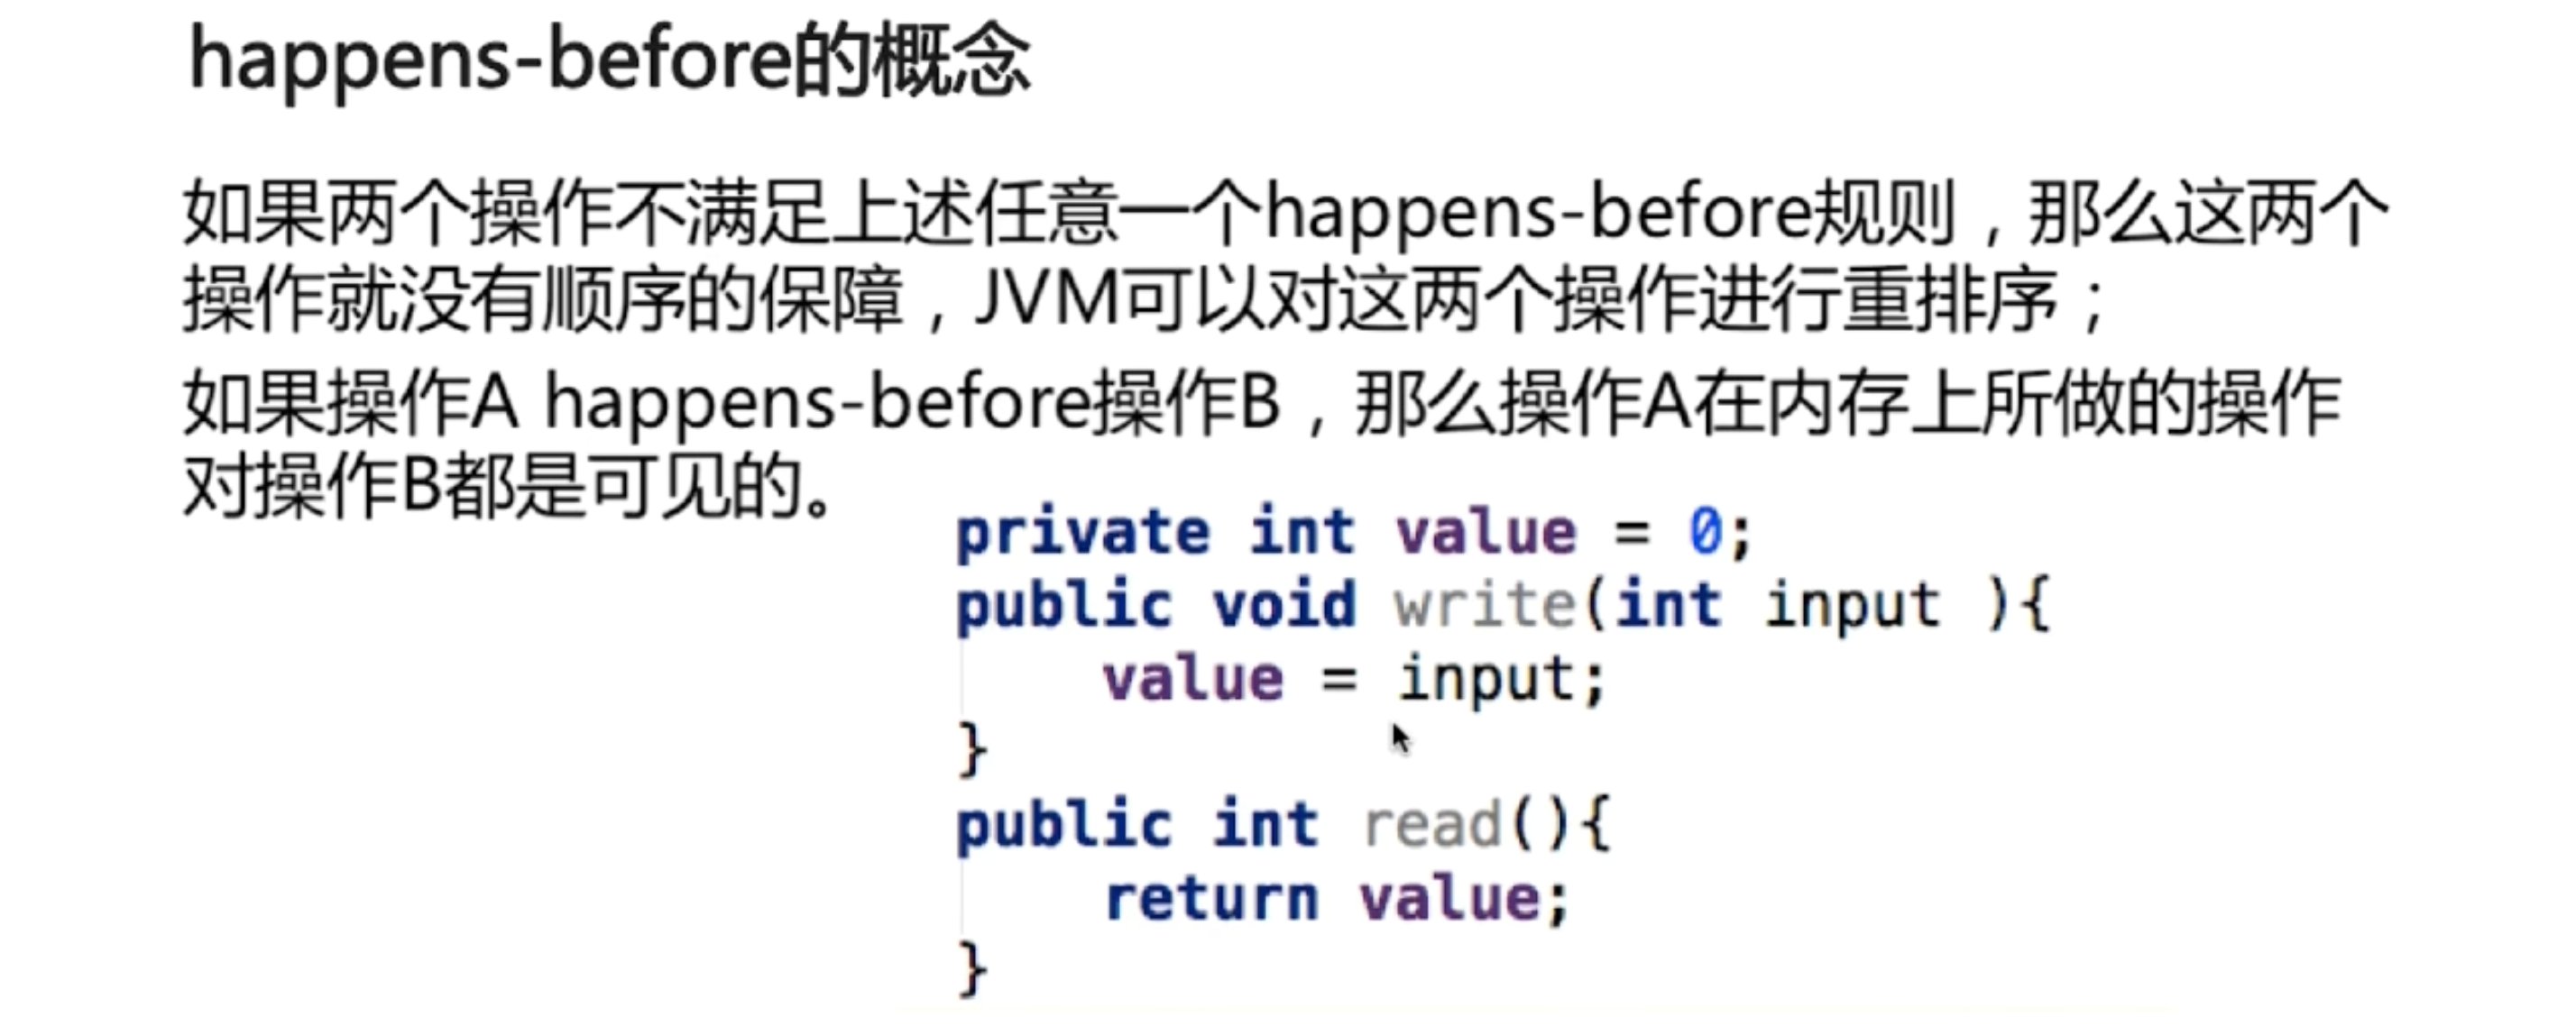 happens-before的概念
如果两个操作不满足上述任意一个happens-before规则，那么这两个
操作就没有顺序的保障，JVM可以对这两个操作进行重排序；
如果操作A happens-before操作B，那么操作A在内存上所做的操作
对操作B都是可见的。
private int value = 0;
public void write(int input ){
    value = input;
}
public int read(){
    return value;
}